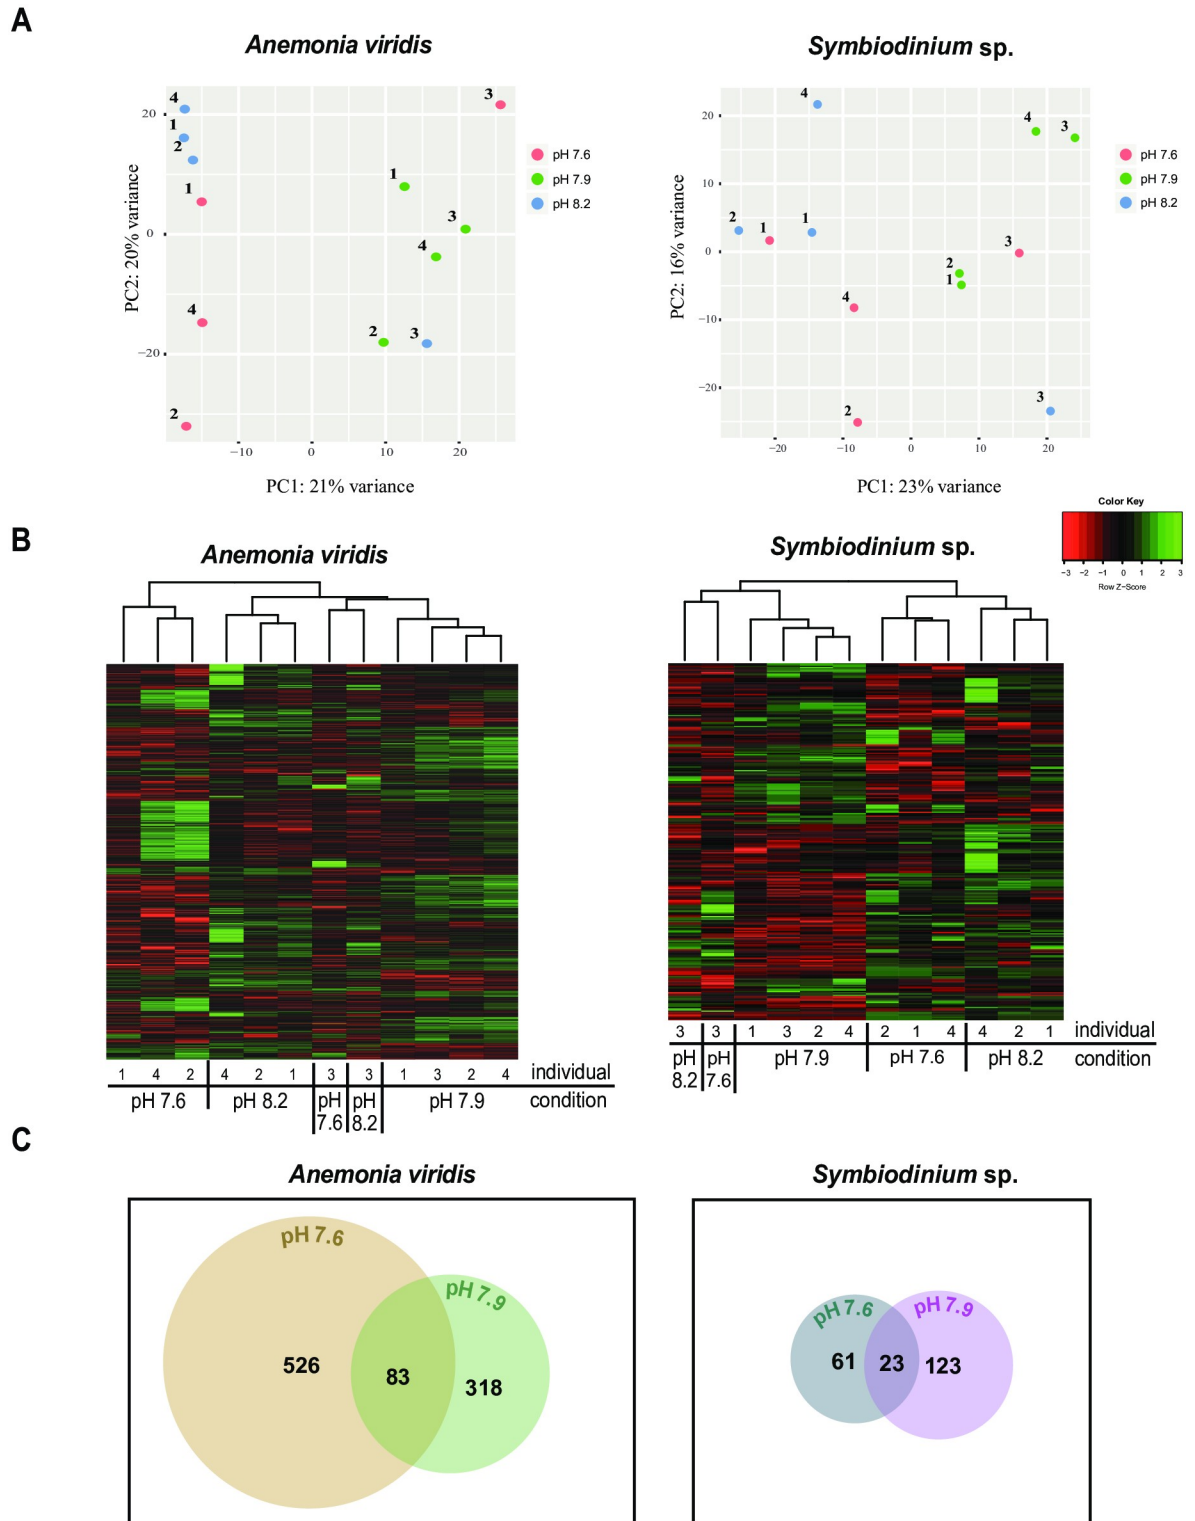 A
Anemonia viridis
Symbiodinium sp.
4
1
2
1
4
2
3
1
3
4
2
3
20
0
−20
−10
0
10
20
PC2: 20% variance
PC1: 21% variance
pH 7.6
pH 7.9
pH 8.2
4
4
3
2
1
1
3
2
1
4
2
3
20
10
0
−10
−20
−20
−10
0
10
20
PC2: 16% variance
PC1: 23% variance
pH 7.6
pH 7.9
pH 8.2
Color Key
−3 −2 −1 0 1 2 3
Row Z−Score
B
Anemonia viridis
Symbiodinium sp.
1 4 2 4 2 1 3 3 1 3 2 4 individual
pH 7.6 pH 8.2 pH 7.6 pH 8.2 pH 7.9 condition
3 3 1 3 2 4 2 1 4 4 2 1 individual
pH 8.2 pH 7.6 pH 7.9 pH 7.6 pH 8.2 condition
C
Anemonia viridis
Symbiodinium sp.
pH 7.6
pH 7.9
526 83 318
pH 7.6
pH 7.9
61 23 123